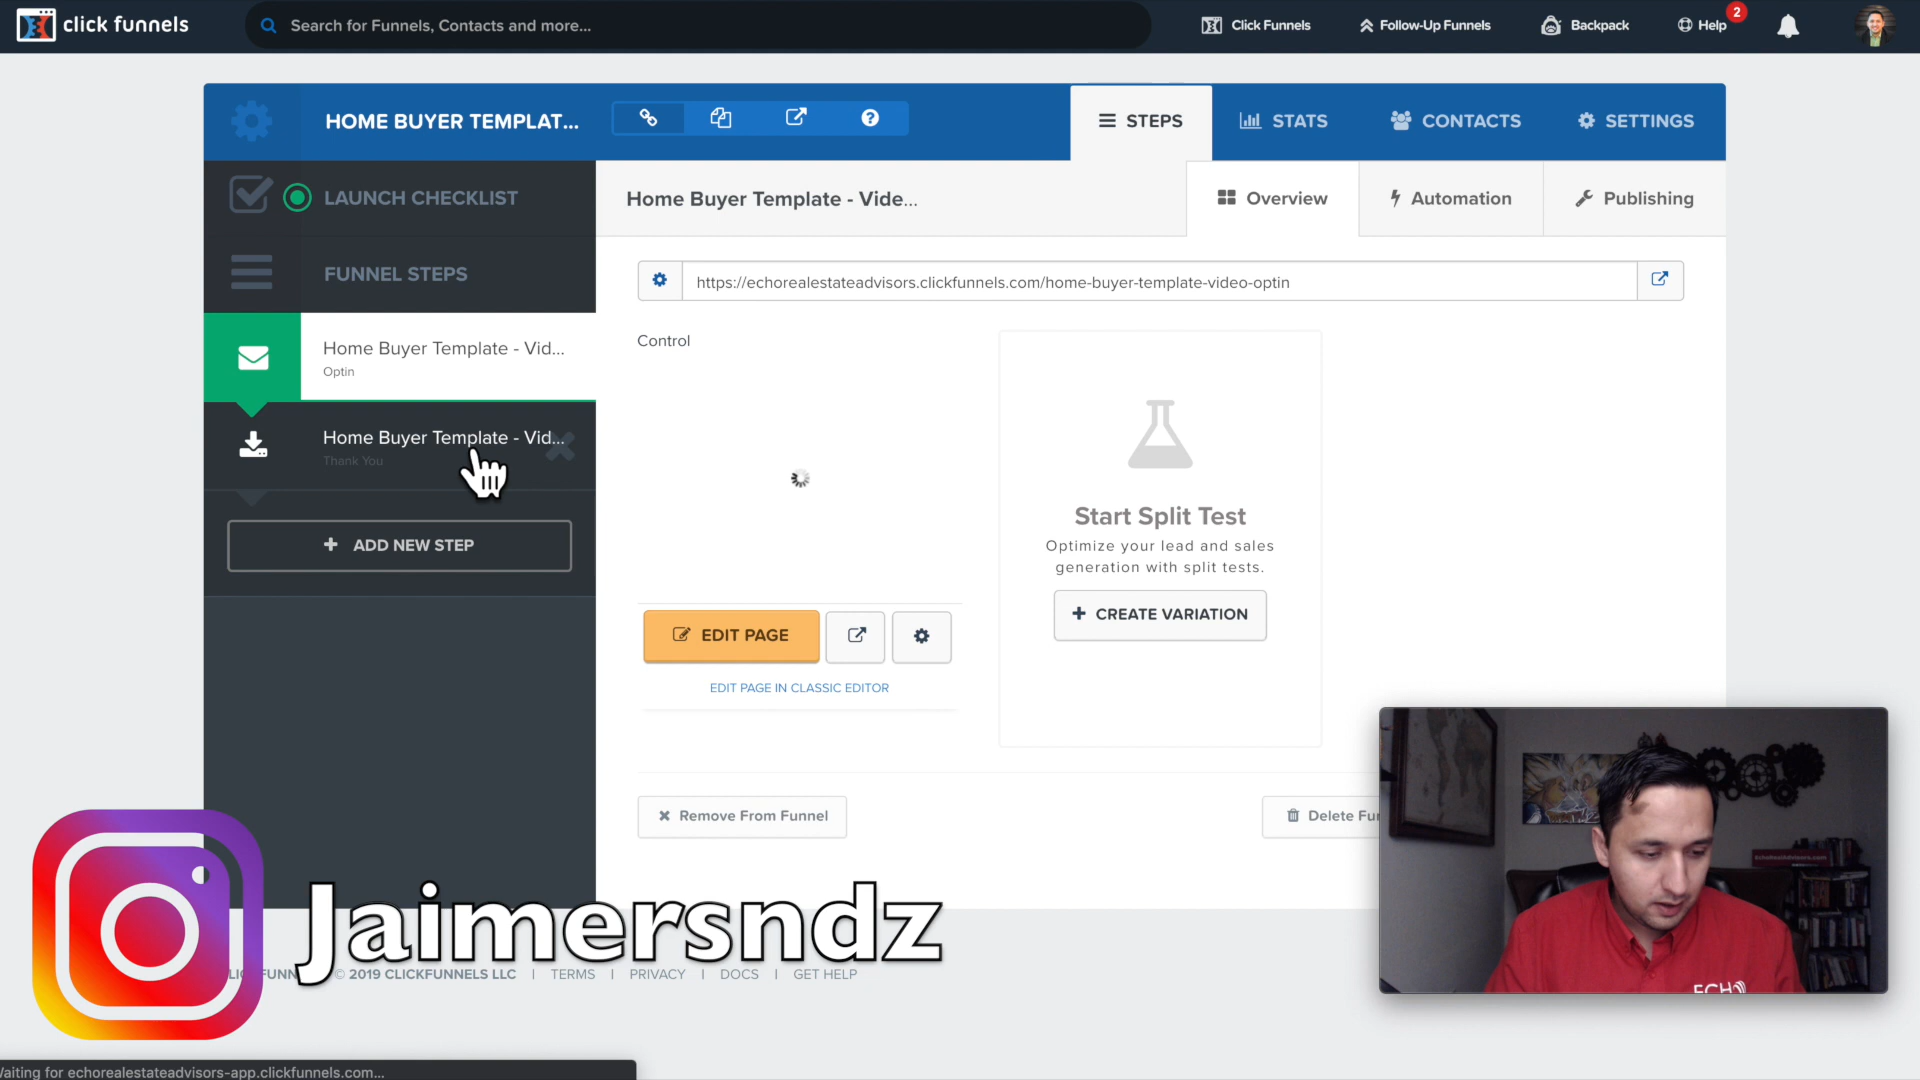 click funnels
Search for Funnels, Contacts and more...
Click Funnels
Follow-Up Funnels
Backpack
Help
2
HOME BUYER TEMPLAT...
STEPS
STATS
CONTACTS
SETTINGS
LAUNCH CHECKLIST
Home Buyer Template - Vide...
Overview
Automation
Publishing
FUNNEL STEPS
https://echorealestateadvisors.clickfunnels.com/home-buyer-template-video-optin
Home Buyer Template - Vid...
Optin
Control
Home Buyer Template - Vid...
Thank You
ADD NEW STEP
Start Split Test
Optimize your lead and sales
generation with split tests.
CREATE VARIATION
EDIT PAGE
EDIT PAGE IN CLASSIC EDITOR
Remove From Funnel
Delete Fu
Jaimersndz
© 2019 CLICKFUNNELS LLC | TERMS | PRIVACY | DOCS | GET HELP
ECHO
Waiting for echorealestateadvisors-app.clickfunnels.com...